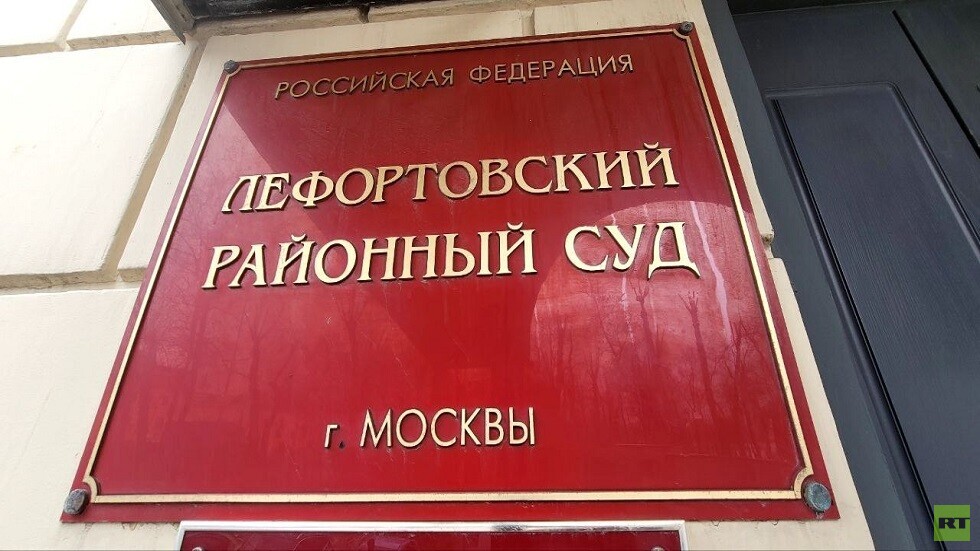 РОССИЙСКАЯ ФЕДЕРАЦИЯ
ЛЕФОРТОВСКИЙ
РАЙОННЫЙ СУД
г. МОСКВЫ
RT